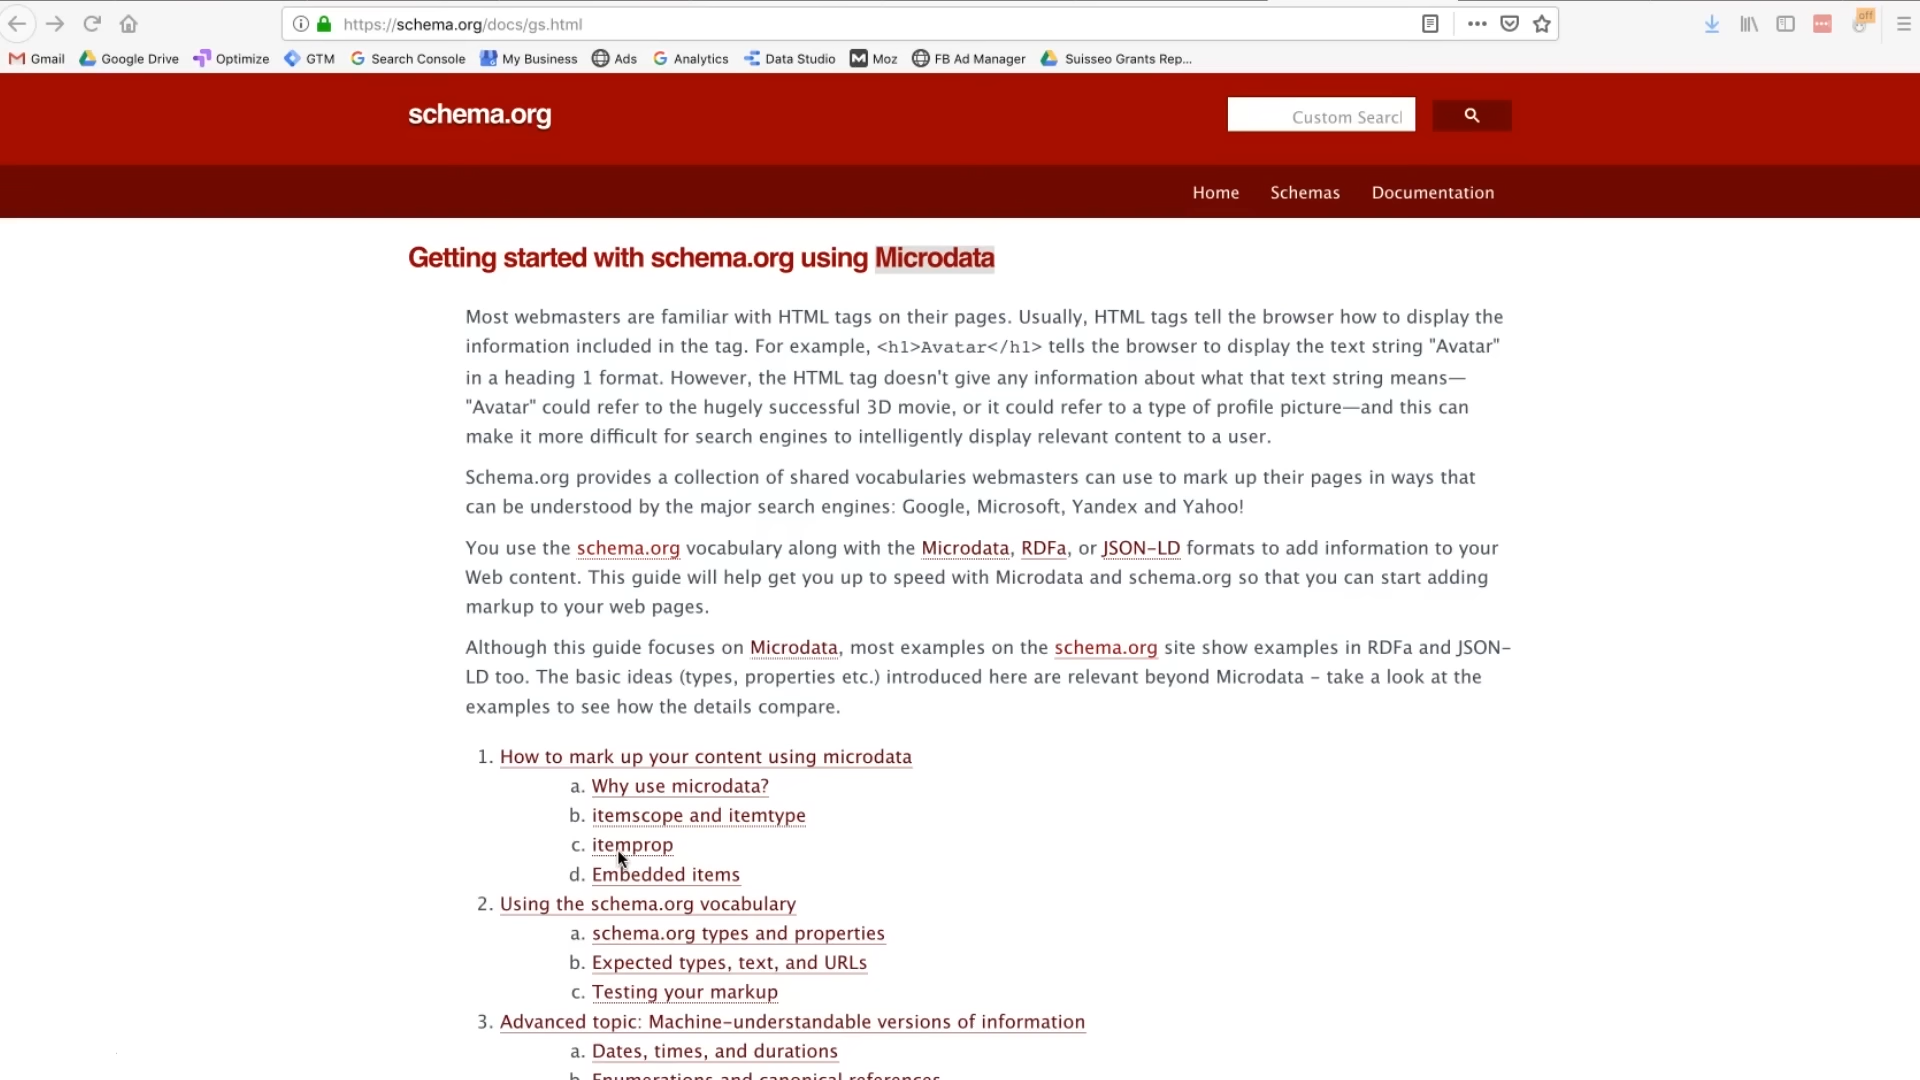 https://schema.org/docs/gs.html
off
Gmail Google Drive Optimize GTM Search Console My Business Ads Analytics Data Studio Moz FB Ad Manager Suisseo Grants Rep...
schema.org
Custom Search
Home Schemas Documentation
Getting started with schema.org using Microdata
Most webmasters are familiar with HTML tags on their pages. Usually, HTML tags tell the browser how to display the
information included in the tag. For example, <h1>Avatar</h1> tells the browser to display the text string "Avatar"
in a heading 1 format. However, the HTML tag doesn't give any information about what that text string means—
"Avatar" could refer to the hugely successful 3D movie, or it could refer to a type of profile picture—and this can
make it more difficult for search engines to intelligently display relevant content to a user.
Schema.org provides a collection of shared vocabularies webmasters can use to mark up their pages in ways that
can be understood by the major search engines: Google, Microsoft, Yandex and Yahoo!
You use the schema.org vocabulary along with the Microdata, RDFa, or JSON-LD formats to add information to your
Web content. This guide will help get you up to speed with Microdata and schema.org so that you can start adding
markup to your web pages.
Although this guide focuses on Microdata, most examples on the schema.org site show examples in RDFa and JSON-
LD too. The basic ideas (types, properties etc.) introduced here are relevant beyond Microdata – take a look at the
examples to see how the details compare.
1. How to mark up your content using microdata
a. Why use microdata?
b. itemscope and itemtype
c. itemprop
d. Embedded items
2. Using the schema.org vocabulary
a. schema.org types and properties
b. Expected types, text, and URLs
c. Testing your markup
3. Advanced topic: Machine-understandable versions of information
a. Dates, times, and durations
b. Enumerations and canonical references